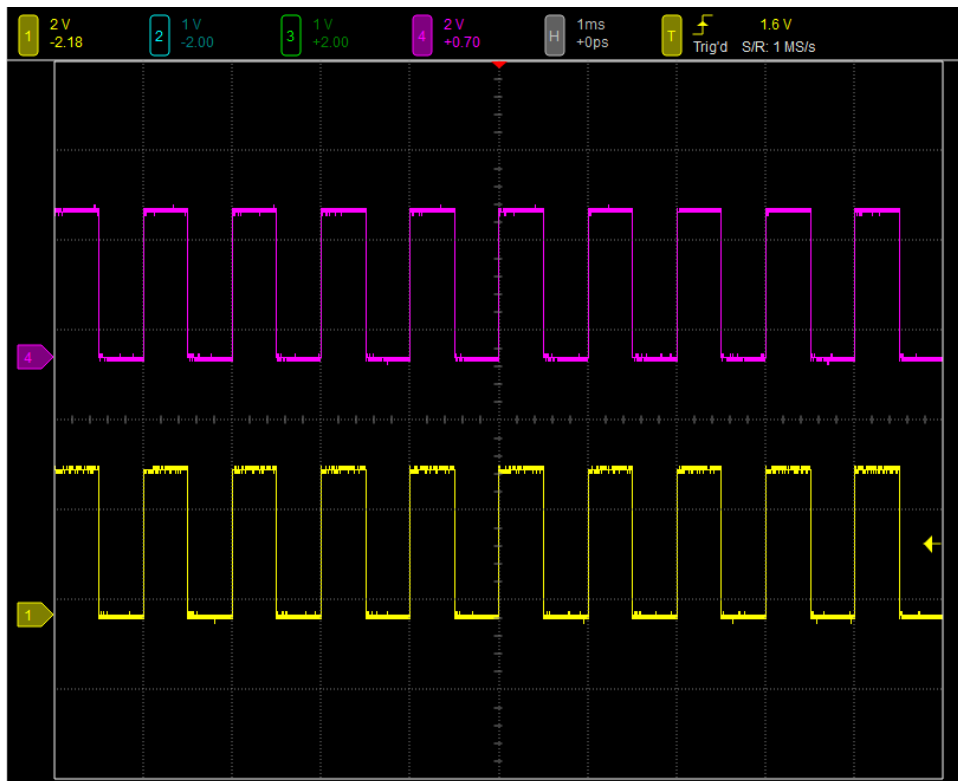 1 2 V -2.18
2 1 V -2.00
3 1 V +2.00
4 2 V +0.70
H 1ms +0ps
T Trig'd 1.6 V S/R: 1 MS/s
4
1